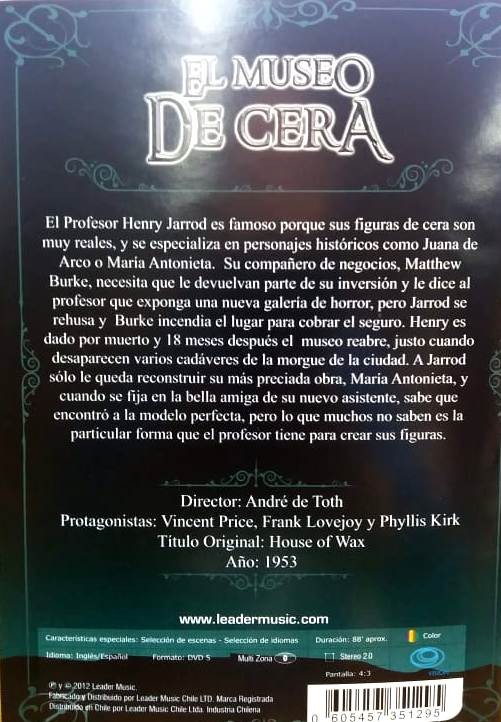 EL MUSEO
DE CERA
El Profesor Henry Jarrod es famoso porque sus figuras de cera son
muy reales, y se especializa en personajes históricos como Juana de
Arco o María Antonieta. Su compañero de negocios, Matthew
Burke, necesita que le devuelvan parte de su inversión y le dice al
profesor que exponga una nueva galería de horror, pero Jarrod se
rehusa y Burke incendia el lugar para cobrar el seguro. Henry es
dado por muerto y 18 meses después el museo reabre, justo cuando
desaparecen varios cadáveres de la morgue de la ciudad. A Jarrod
sólo le queda reconstruir su más preciada obra, María Antonieta, y
cuando se fija en la bella amiga de su nuevo asistente, sabe que
encontró a la modelo perfecta, pero lo que muchos no saben es la
particular forma que el profesor tiene para crear sus figuras.
Director: André de Toth
Protagonistas: Vincent Price, Frank Lovejoy y Phyllis Kirk
Título Original: House of Wax
Año: 1953
www.leadermusic.com
Características especiales: Selección de escenas - Selección de idiomas
Duración: 88' aprox.
Color
Idioma: Inglés/Español
Formato: DVD 5
Multi Zona 0
Stereo 2.0
Pantalla: 4:3
℗ y © 2012 Leader Music.
Fabricado y Distribuido por Leader Music Chile LTD. Marca Registrada
Distribuido en Chile por Leader Music Chile Ltda. Industria Chilena
0 605457 351295